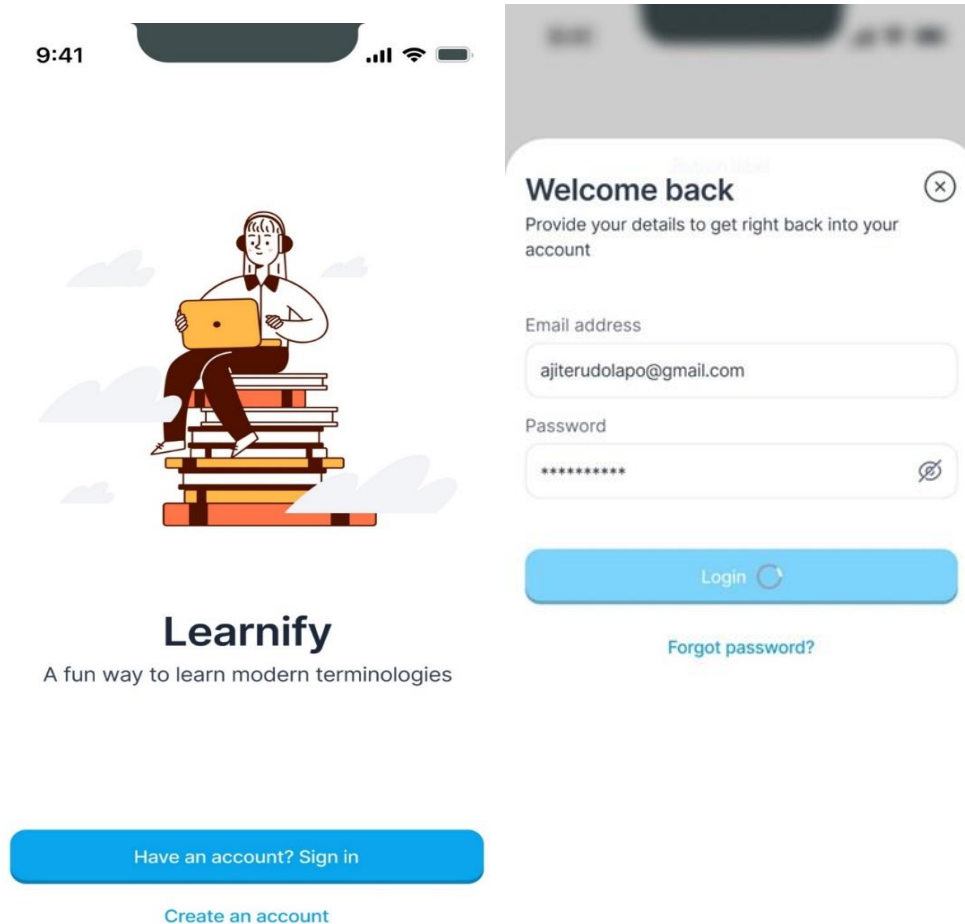 9:41
Learnify
A fun way to learn modern terminologies
Have an account? Sign in
Create an account
Welcome back
Provide your details to get right back into your
account
Email address
ajiterudolapo@gmail.com
Password
**********
Login
Forgot password?